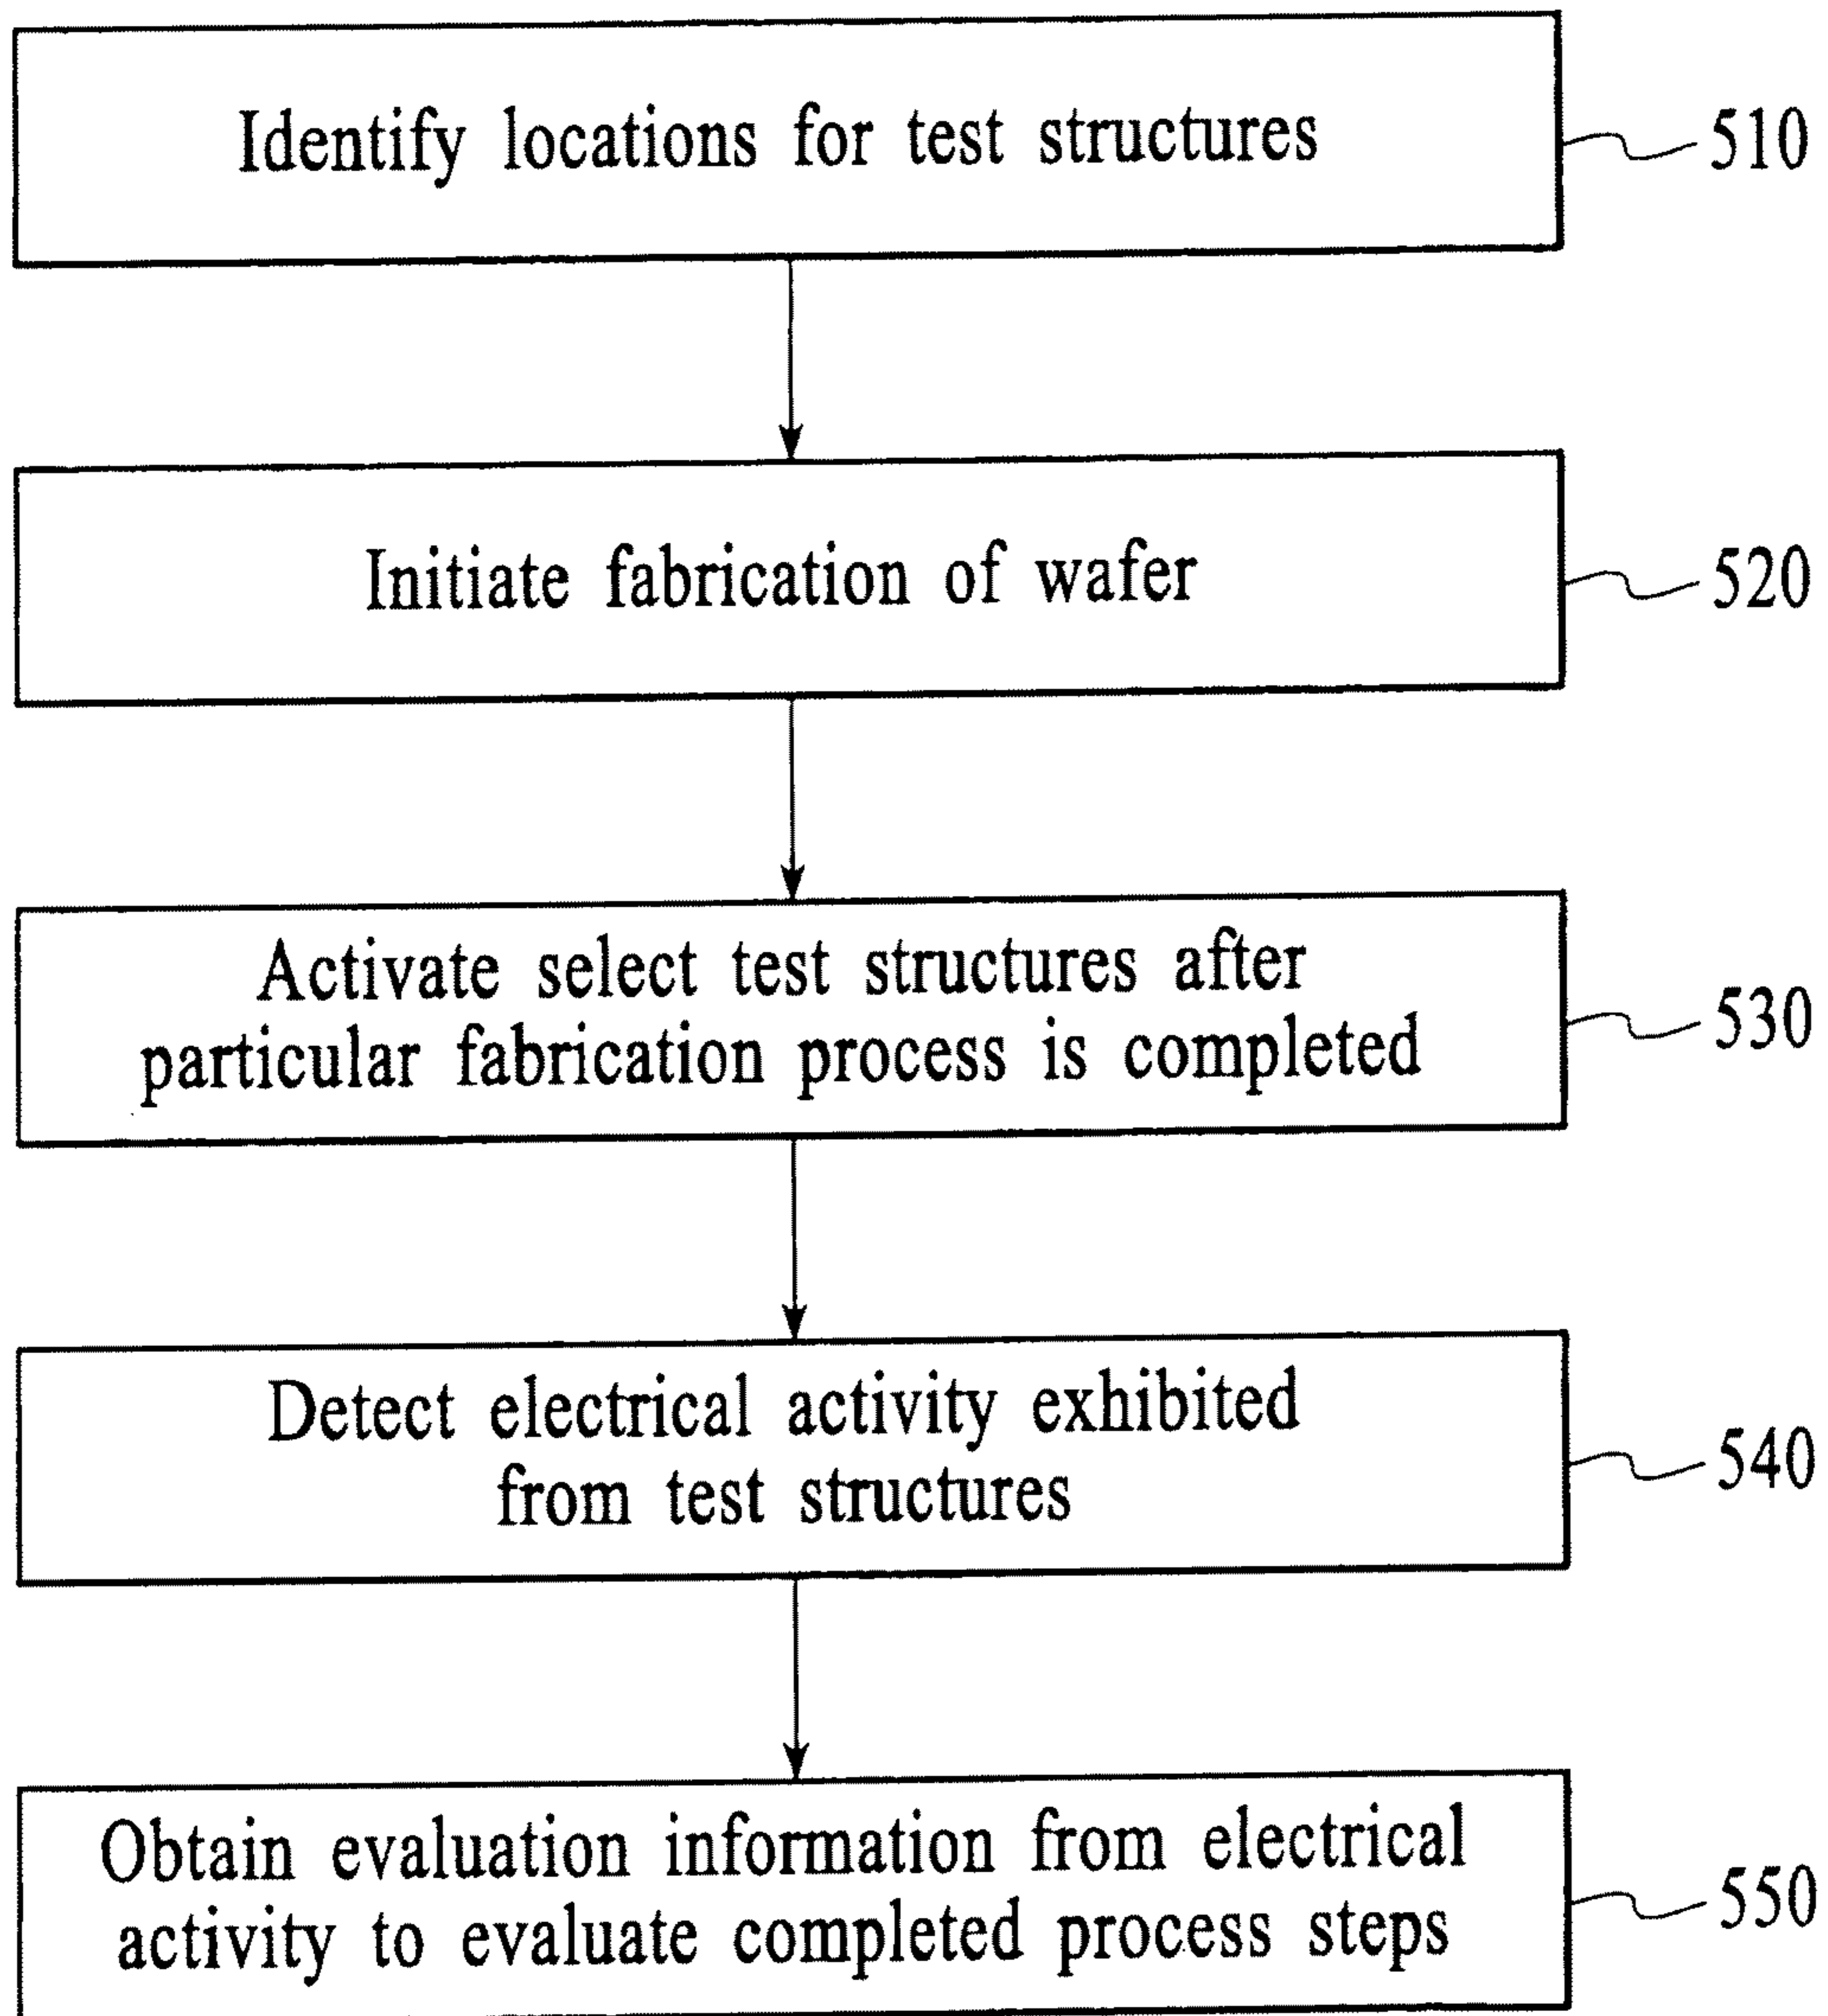 Identify locations for test structures
510
Initiate fabrication of wafer
520
Activate select test structures after
particular fabrication process is completed
530
Detect electrical activity exhibited
from test structures
540
Obtain evaluation information from electrical
activity to evaluate completed process steps
550